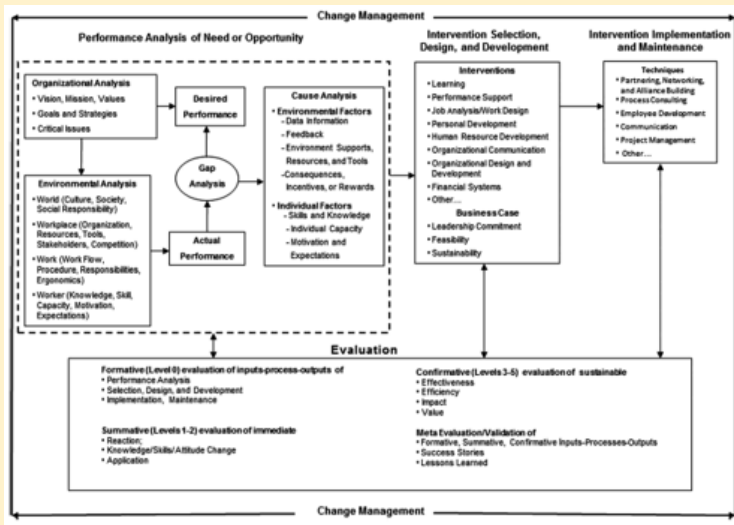 Change Management
Performance Analysis of Need or Opportunity
Organizational Analysis
• Vision, Mission, Values
• Goals and Strategies
• Critical Issues
Environmental Analysis
• World (Culture, Society,
Social Responsibility)
• Workplace (Organization,
Resources, Tools,
Stakeholders, Competition)
• Work (Work Flow,
Procedure, Responsibilities,
Ergonomics)
• Worker (Knowledge, Skill,
Capacity, Motivation,
Expectations)
Desired
Performance
Gap
Analysis
Actual
Performance
Cause Analysis
• Environmental Factors
– Data Information
– Feedback
– Environment Supports,
Resources, and Tools
– Consequences,
Incentives, or Rewards
• Individual Factors
– Skills and Knowledge
– Individual Capacity
– Motivation and
Expectations
Intervention Selection,
Design, and Development
Interventions
• Learning
• Performance Support
• Job Analysis/Work Design
• Personal Development
• Human Resource Development
• Organizational Communication
• Organizational Design and
Development
• Financial Systems
• Other...
Business Case
• Leadership Commitment
• Feasibility
• Sustainability
Intervention Implementation
and Maintenance
Techniques
• Partnering, Networking,
and Alliance Building
• Process Consulting
• Employee Development
• Communication
• Project Management
• Other....
Evaluation
Formative (Level 0) evaluation of inputs-process-outputs of
• Performance Analysis
• Selection, Design, and Development
• Implementation, Maintenance
Summative (Levels 1-2) evaluation of immediate
• Reaction;
• Knowledge/Skills/Attitude Change
• Application
Confirmative (Levels 3-5) evaluation of sustainable
• Effectiveness
• Efficiency
• Impact
• Value
Meta Evaluation/Validation of
• Formative, Summative, Confirmative Inputs-Processes-Outputs
• Success Stories
• Lessons Learned
Change Management